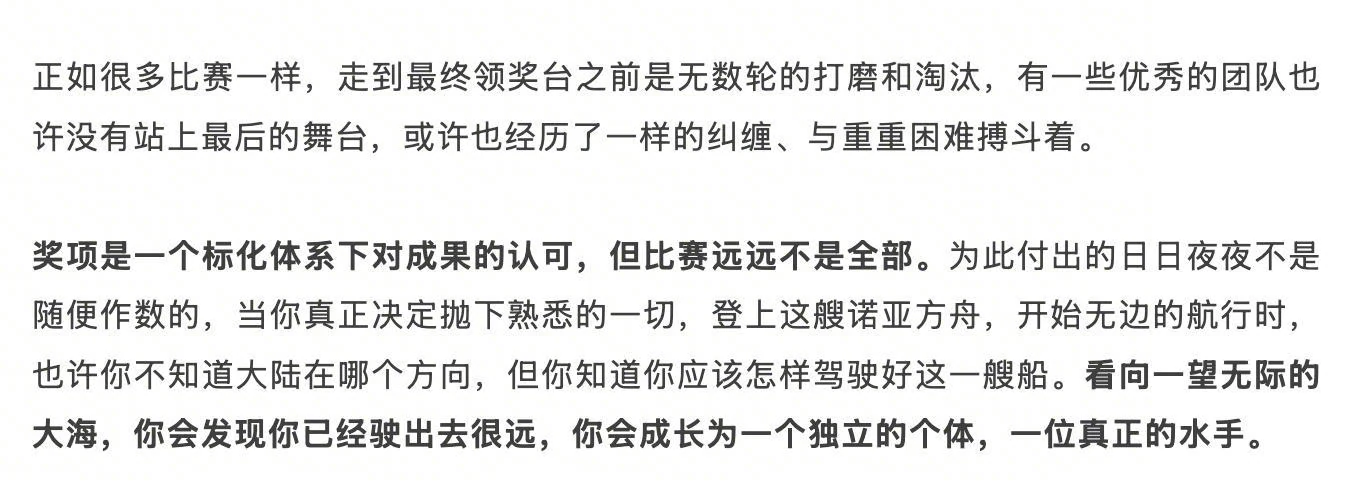 正如很多比赛一样，走到最终领奖台之前是无数轮的打磨和淘汰，有一些优秀的团队也
许没有站上最后的舞台，或许也经历了一样的纠缠、与重重困难搏斗着。
奖项是一个标化体系下对成果的认可，但比赛远远不是全部。为此付出的日日夜夜不是
随便作数的，当你真正决定抛下熟悉的一切，登上这艘诺亚方舟，开始无边的航行时，
也许你不知道大陆在哪个方向，但你知道你应该怎样驾驶好这一艘船。看向一望无际的
大海，你会发现你已经驶出去很远，你会成长为一个独立的个体，一位真正的水手。